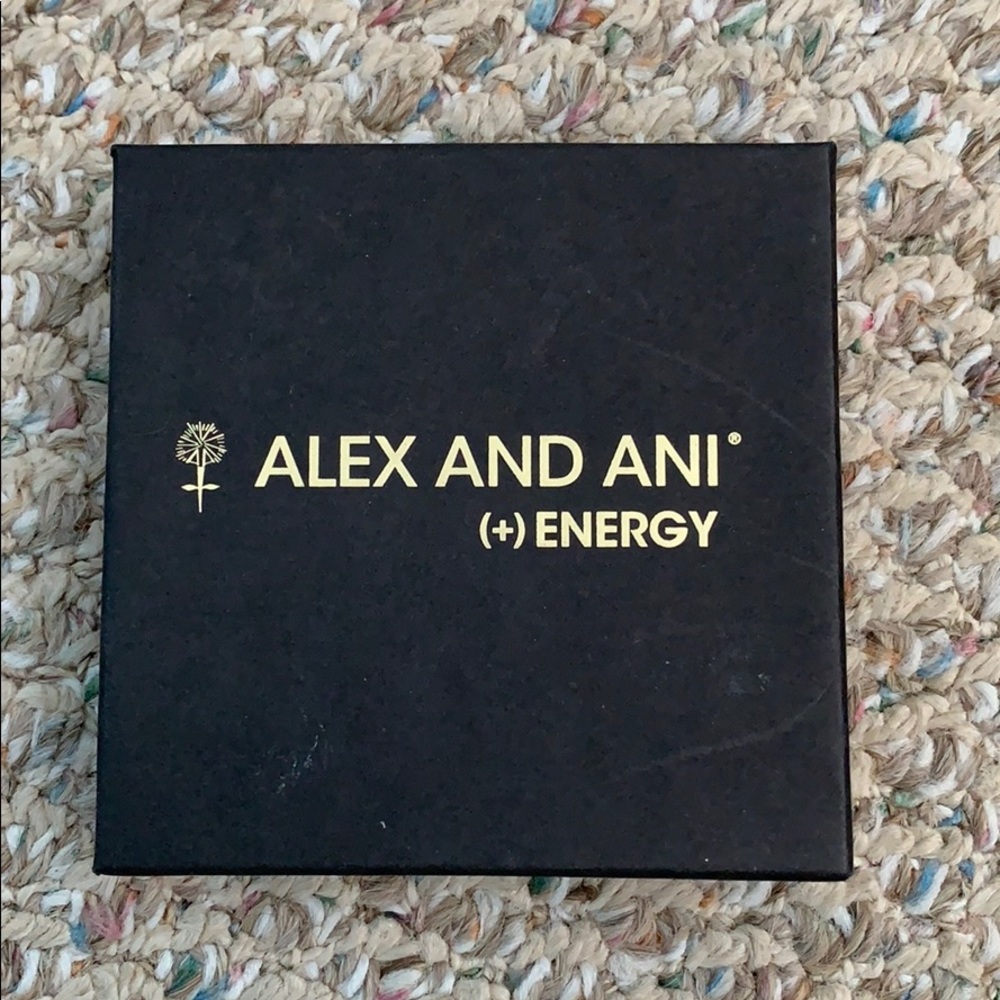 ALEX AND ANI®
(+) ENERGY